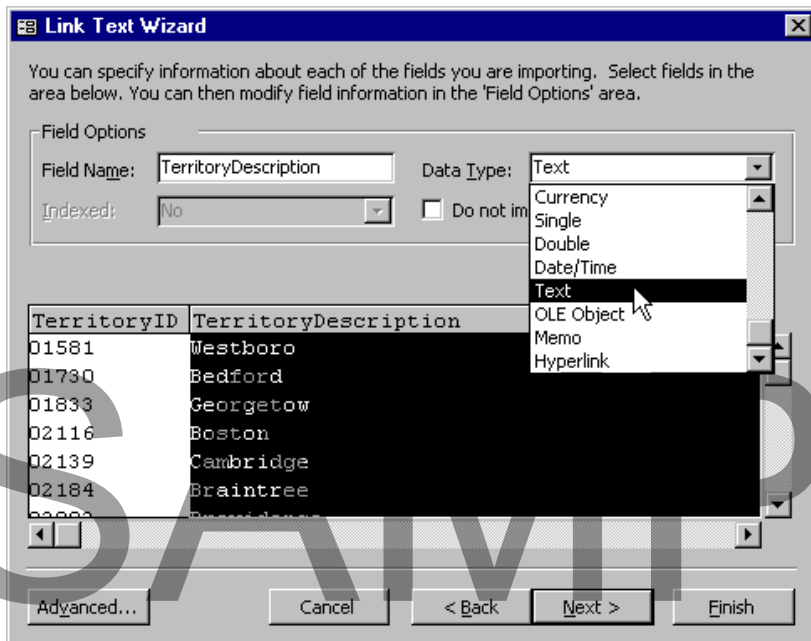 Link Text Wizard
You can specify information about each of the fields you are importing. Select fields in the
area below. You can then modify field information in the 'Field Options' area.
Field Options
Field Name: TerritoryDescription Data Type: Text
Indexed: No Do not im
Currency
Single
Double
Date/Time
Text
OLE Object
Memo
Hyperlink
TerritoryID TerritoryDescription
01581 Westboro
01730 Bedford
01833 Georgetow
02116 Boston
02139 Cambridge
02184 Braintree
Advanced... Cancel < Back Next > Finish
SAMP